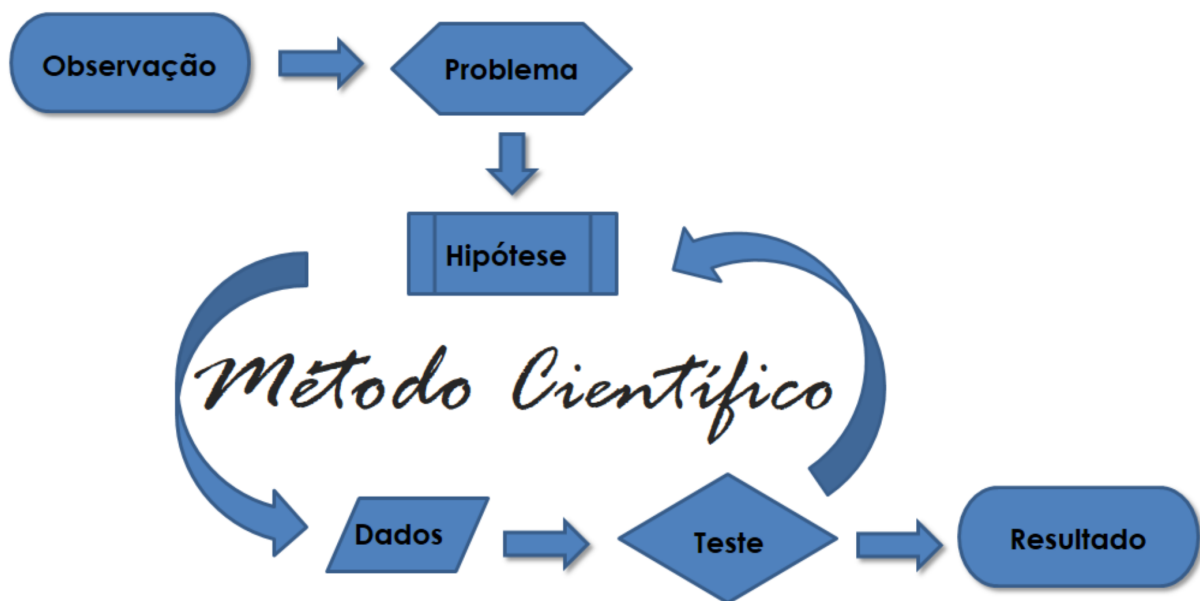 Observação
Problema
Hipótese
Método Científico
Dados
Teste
Resultado